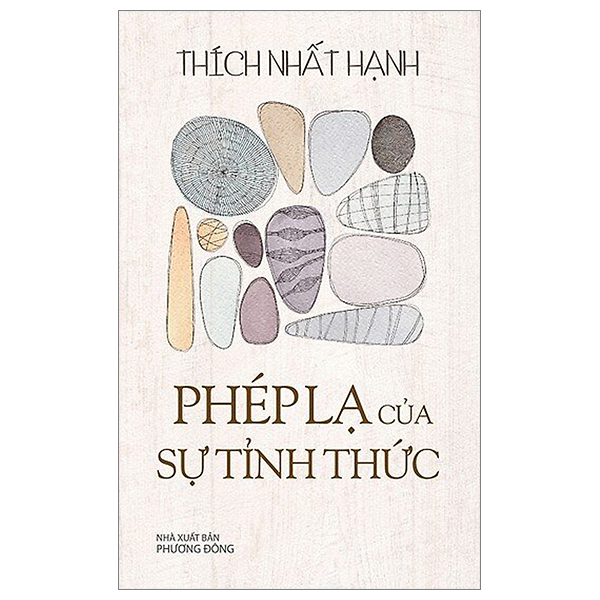 THÍCH NHẤT HẠNH
PHÉP LẠ CỦA
SỰ TỈNH THỨC
NHÀ XUẤT BẢN
PHƯƠNG ĐÔNG